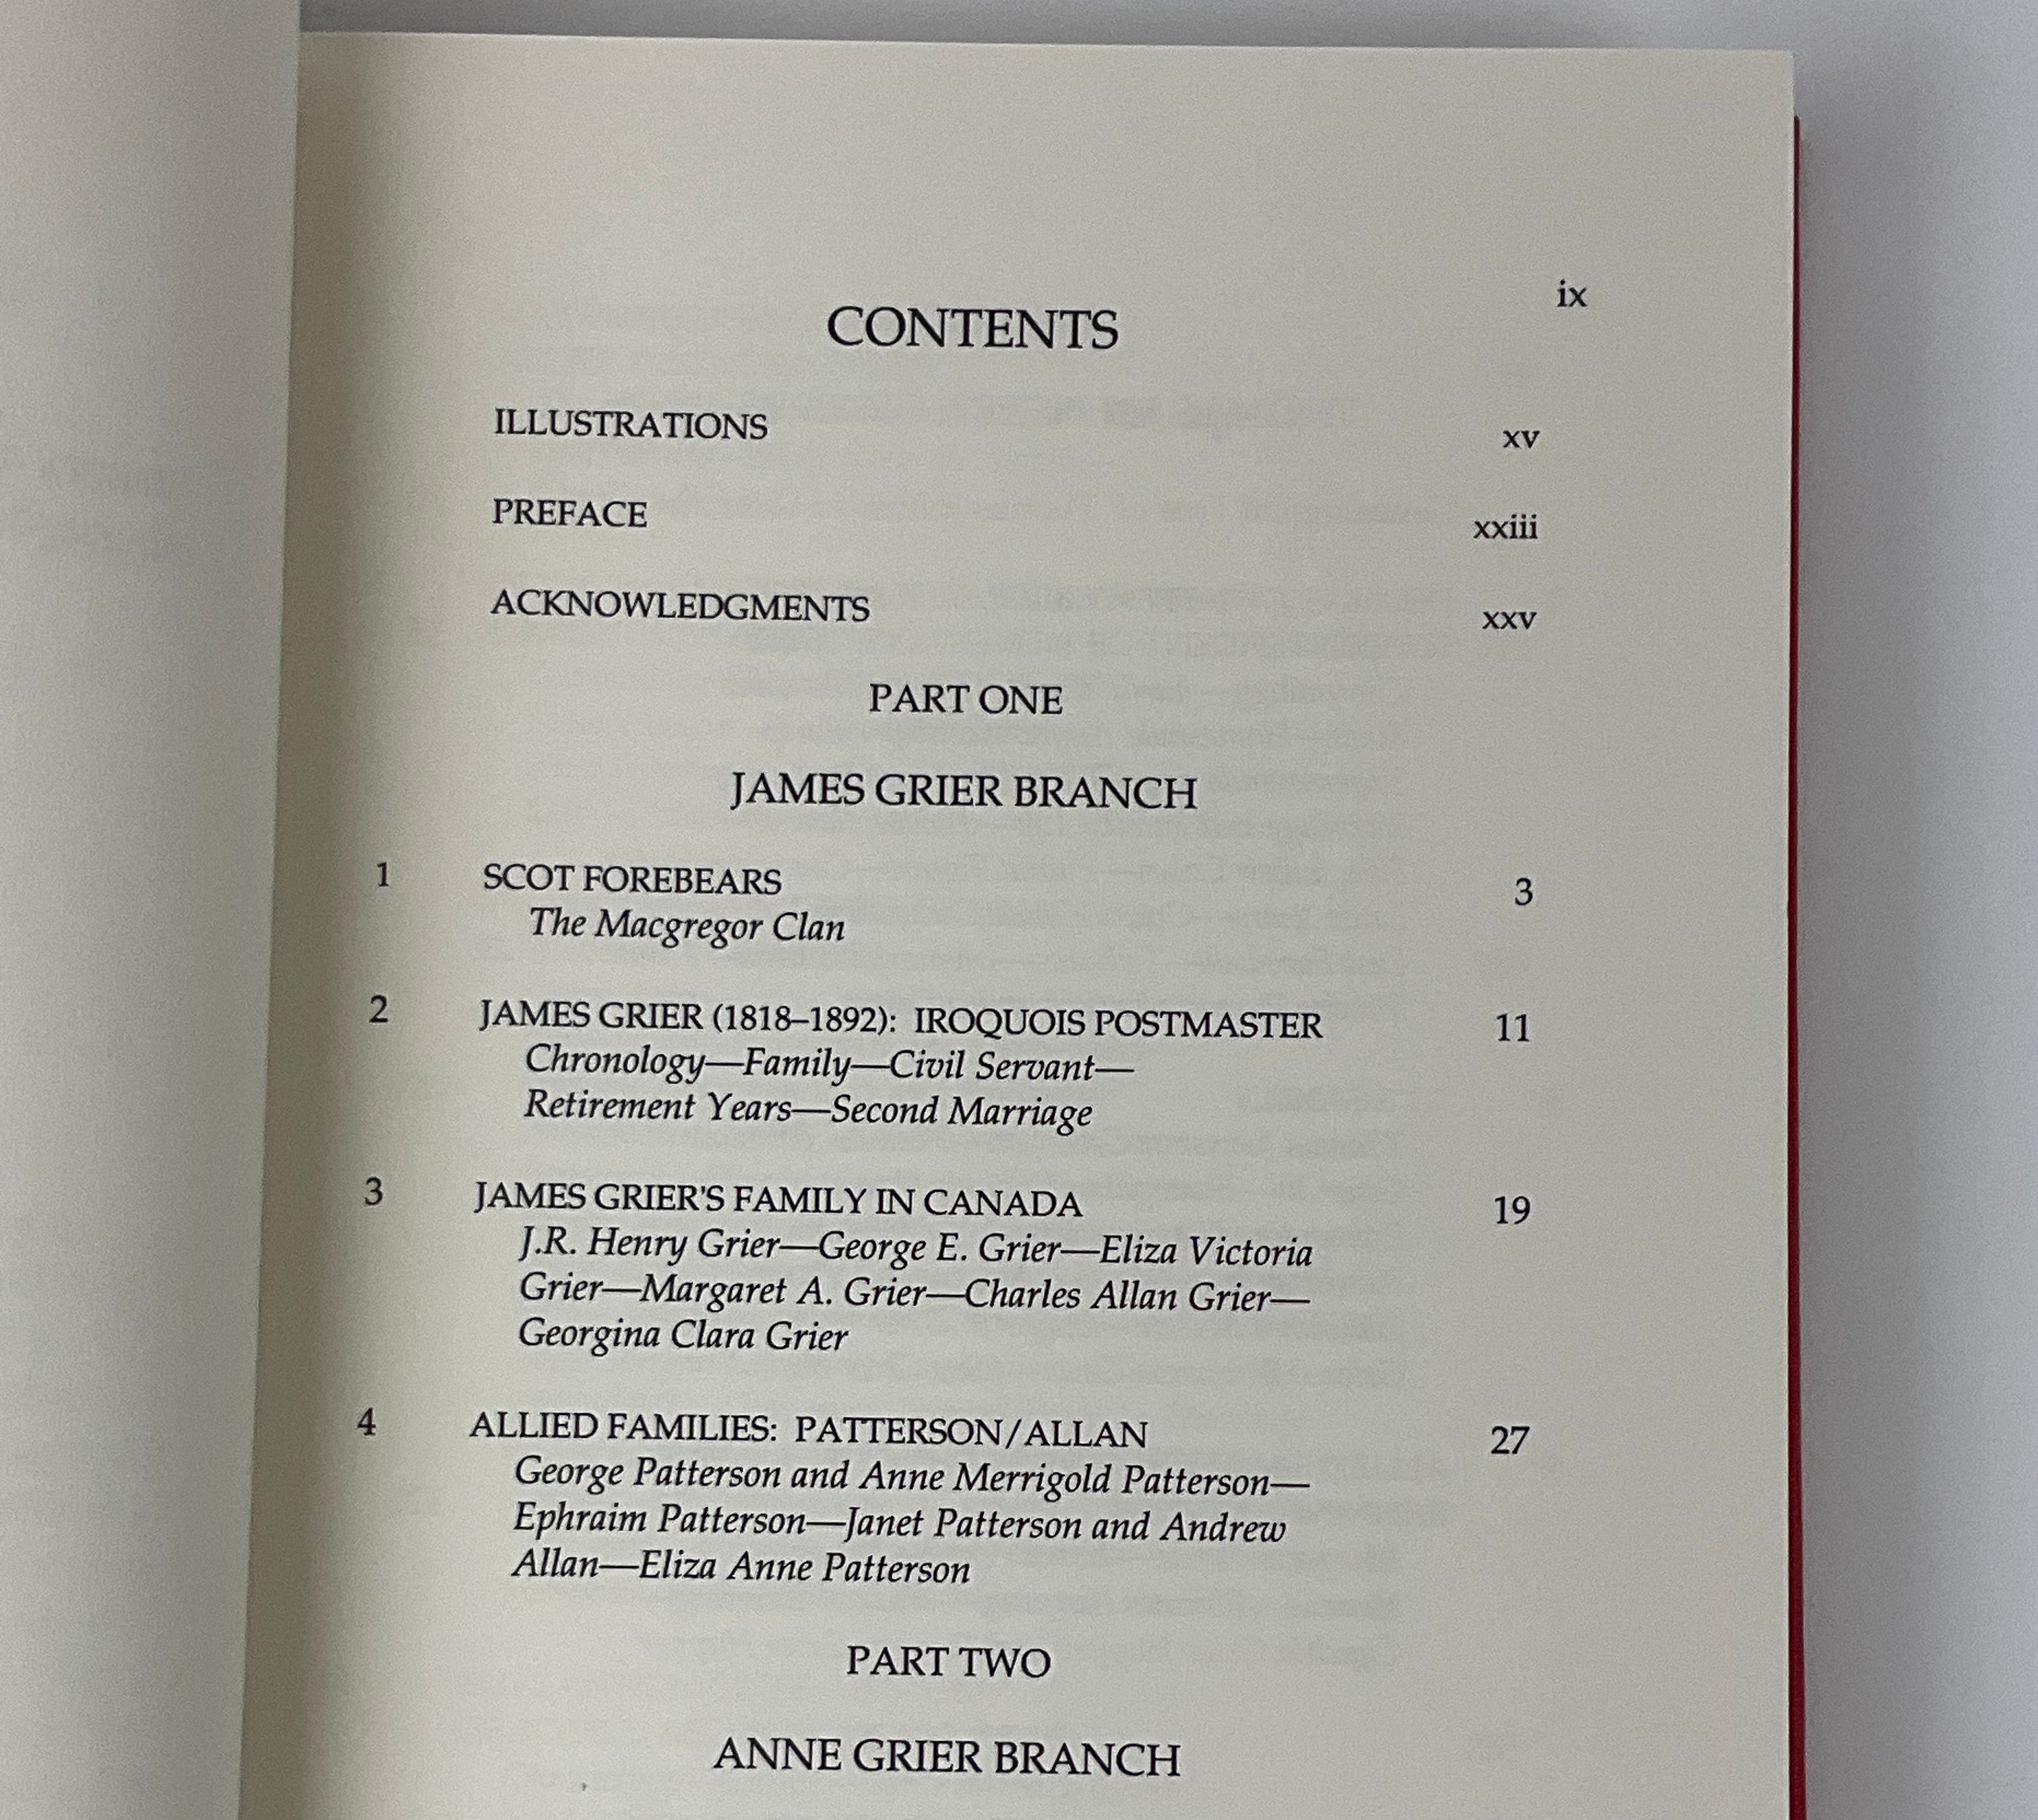 ix
CONTENTS
ILLUSTRATIONS xv
PREFACE xxiii
ACKNOWLEDGMENTS xxv
PART ONE
JAMES GRIER BRANCH
1 SCOT FOREBEARS 3
The Macgregor Clan
2 JAMES GRIER (1818–1892): IROQUOIS POSTMASTER 11
Chronology—Family—Civil Servant—
Retirement Years—Second Marriage
3 JAMES GRIER'S FAMILY IN CANADA 19
J.R. Henry Grier—George E. Grier—Eliza Victoria
Grier—Margaret A. Grier—Charles Allan Grier—
Georgina Clara Grier
4 ALLIED FAMILIES: PATTERSON/ALLAN 27
George Patterson and Anne Merrigold Patterson—
Ephraim Patterson—Janet Patterson and Andrew
Allan—Eliza Anne Patterson
PART TWO
ANNE GRIER BRANCH